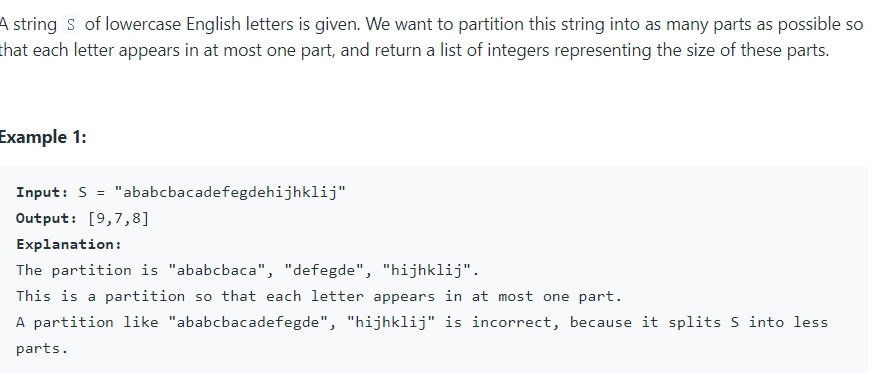 A string S of lowercase English letters is given. We want to partition this string into as many parts as possible so
that each letter appears in at most one part, and return a list of integers representing the size of these parts.
Example 1:
Input: S = "ababcbacadefegdehijhklij"
Output: [9,7,8]
Explanation:
The partition is "ababcbaca", "defegde", "hijhklij".
This is a partition so that each letter appears in at most one part.
A partition like "ababcbacadefegde", "hijhklij" is incorrect, because it splits S into less
parts.